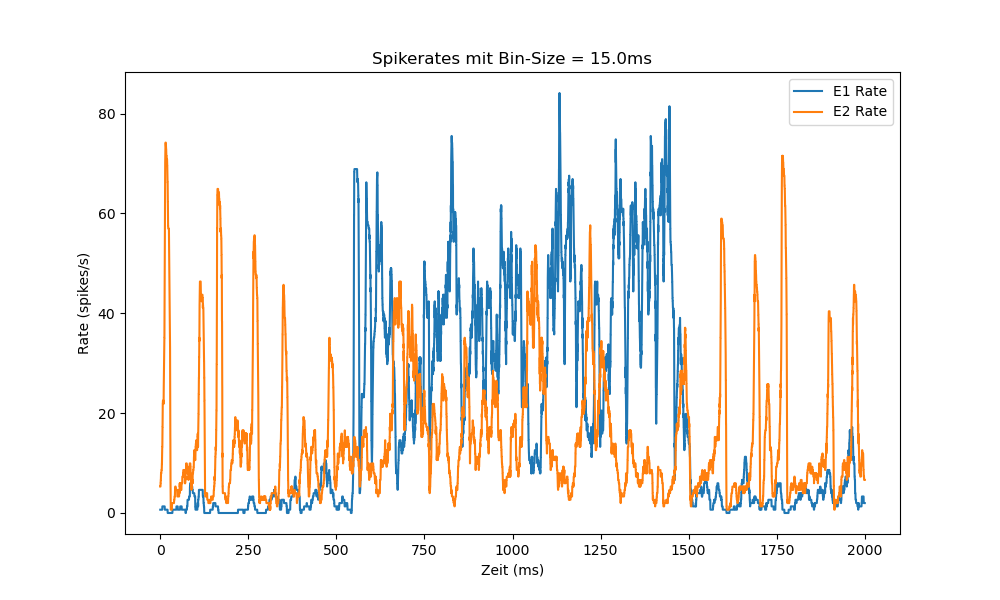 Spikerates mit Bin-Size = 15.0ms
E1 Rate
E2 Rate
Rate (spikes/s)
80
60
40
20
0
0 250 500 750 1000 1250 1500 1750 2000
Zeit (ms)